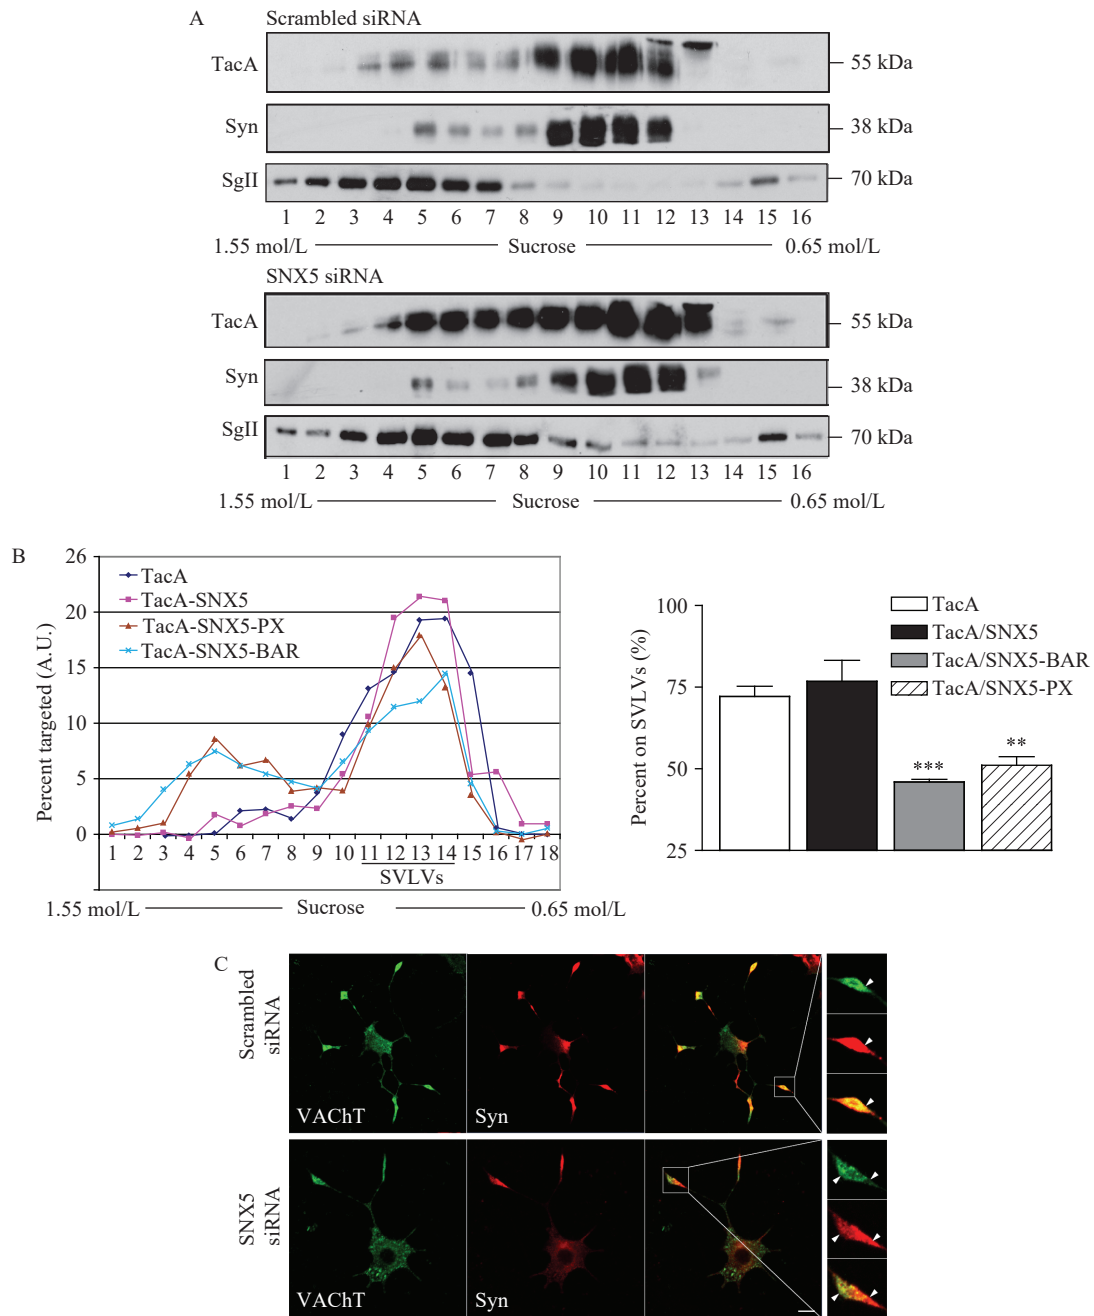 A
Scrambled siRNA
TacA
55 kDa
Syn
38 kDa
SgII
70 kDa
1 2 3 4 5 6 7 8 9 10 11 12 13 14 15 16
1.55 mol/L Sucrose 0.65 mol/L
SNX5 siRNA
TacA
55 kDa
Syn
38 kDa
SgII
70 kDa
1 2 3 4 5 6 7 8 9 10 11 12 13 14 15 16
1.55 mol/L Sucrose 0.65 mol/L
B
Percent targeted (A.U.)
26
20
15
10
5
0
TacA
TacA-SNX5
TacA-SNX5-PX
TacA-SNX5-BAR
1 2 3 4 5 6 7 8 9 10 11 12 13 14 15 16 17 18
SVLVs
1.55 mol/L Sucrose 0.65 mol/L
Percent on SVLVs (%)
100
75
50
25
TacA
TacA/SNX5
TacA/SNX5-BAR
TacA/SNX5-PX
***
**
C
Scrambled
siRNA
VAChT
Syn
SNX5
siRNA
VAChT
Syn